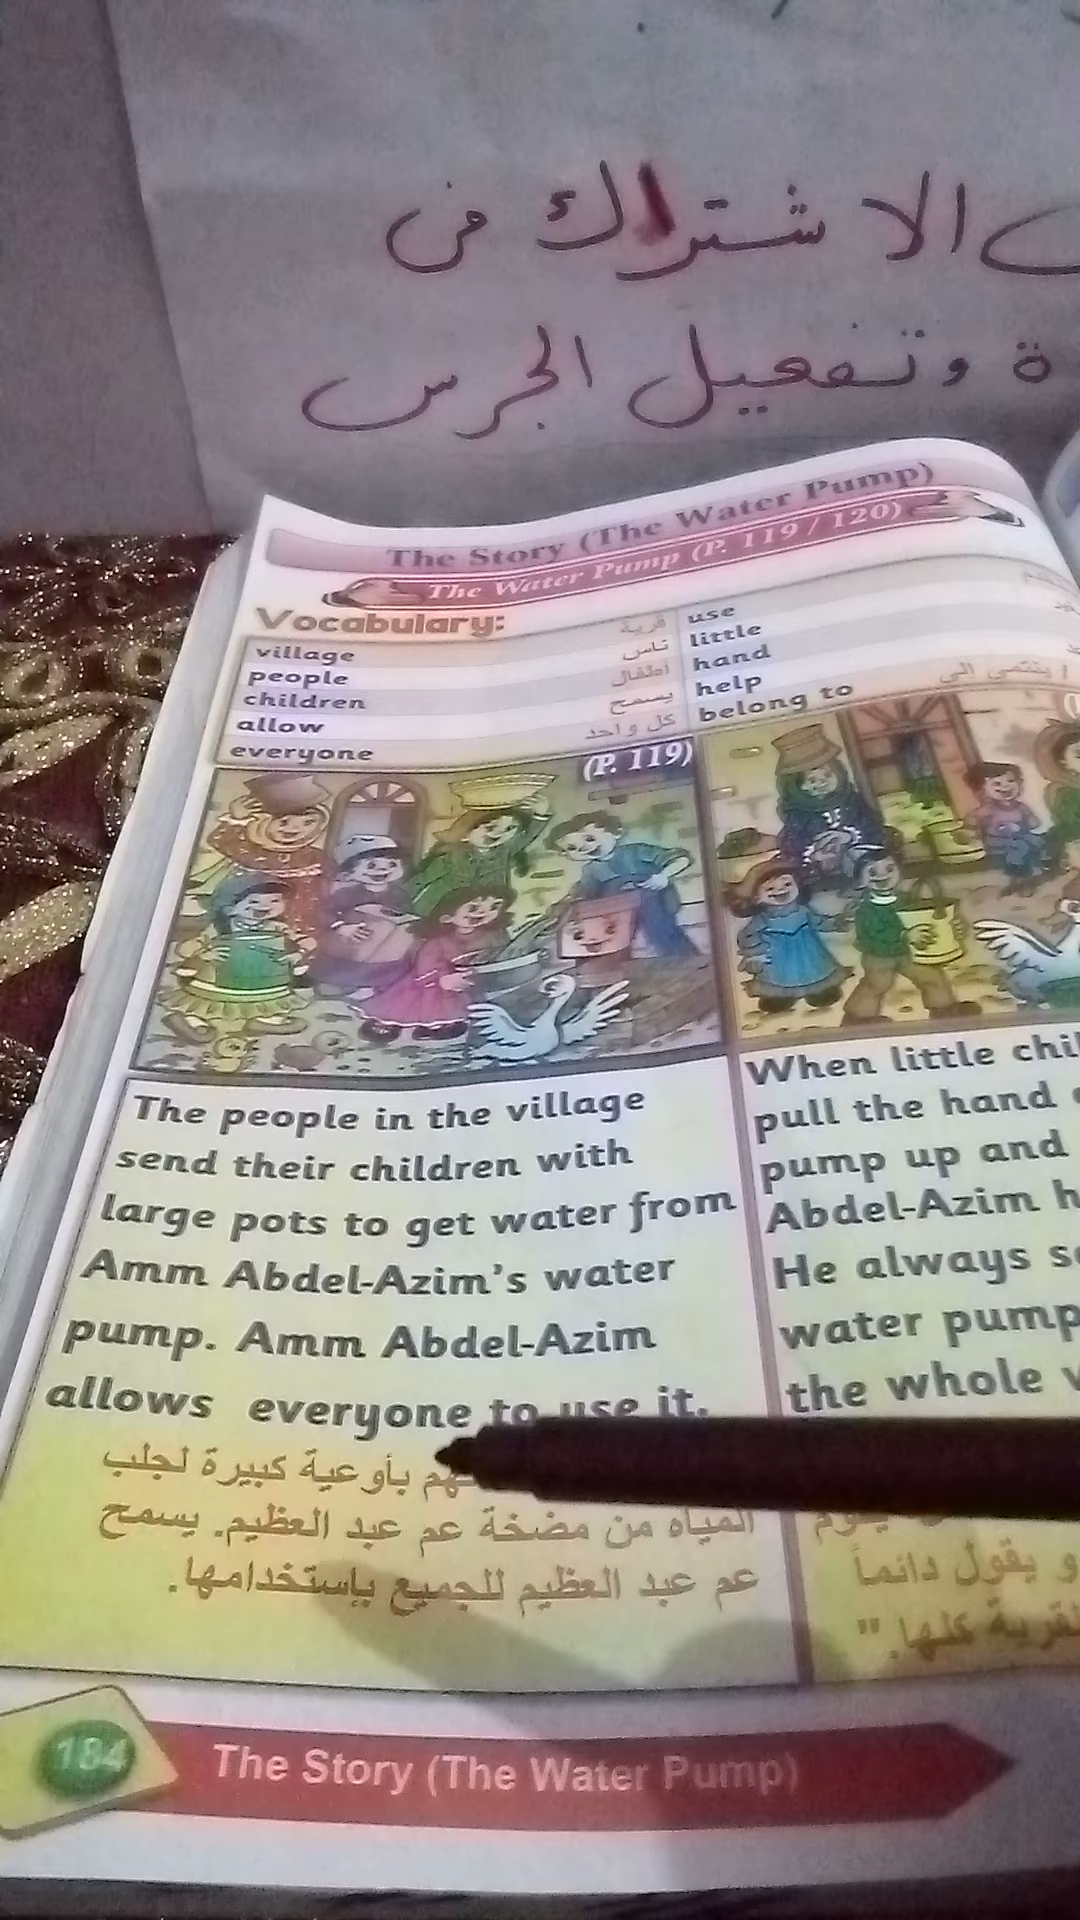 الاشتراك في
ة وتفعيل الجرس
The Story (The Water Pump)
The Water Pump (P. 119 / 120)
Vocabulary:
village قرية
people ناس
children اطفال
allow يسمح
everyone كل واحد
use
little
hand
help
belong to ينتمى الى
(P. 119)
The people in the village
send their children with
large pots to get water from
Amm Abdel-Azim's water
pump. Amm Abdel-Azim
allows everyone to use it.
بأوعية كبيرة لجلب
المياه من مضخة عم عبد العظيم. يسمح
عم عبد العظيم للجميع بإستخدامها.
When little chil
pull the hand
pump up and
Abdel-Azim h
He always s
water pump
the whole
و يقول دائماً
لقرية كلها."
184
The Story (The Water Pump)